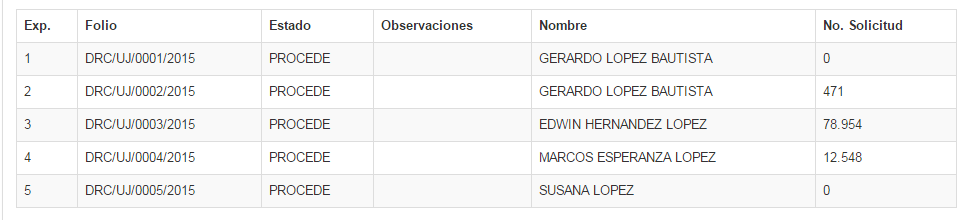 Exp. Folio Estado Observaciones Nombre No. Solicitud
1 DRC/UJ/0001/2015 PROCEDE GERARDO LOPEZ BAUTISTA 0
2 DRC/UJ/0002/2015 PROCEDE GERARDO LOPEZ BAUTISTA 471
3 DRC/UJ/0003/2015 PROCEDE EDWIN HERNANDEZ LOPEZ 78.954
4 DRC/UJ/0004/2015 PROCEDE MARCOS ESPERANZA LOPEZ 12.548
5 DRC/UJ/0005/2015 PROCEDE SUSANA LOPEZ 0